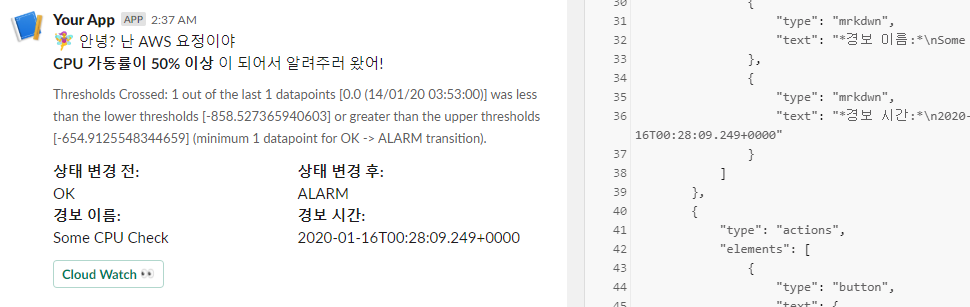 Your App APP 2:37 AM
안녕? 난 AWS 요정이야
CPU 가동률이 50% 이상 이 되어서 알려주러 왔어!
Thresholds Crossed: 1 out of the last 1 datapoints [0.0 (14/01/20 03:53:00)] was less
than the lower thresholds [-858.527365940603] or greater than the upper thresholds
[-654.9125548344659] (minimum 1 datapoint for OK -> ALARM transition).
상태 변경 전:
OK
상태 변경 후:
ALARM
경보 이름:
Some CPU Check
경보 시간:
2020-01-16T00:28:09.249+0000
Cloud Watch 👀
30 {
31 "type": "mrkdwn",
32 "text": "*경보 이름:*\nSome
33 },
34 {
35 "type": "mrkdwn",
36 "text": "*경보 시간:*\n2020-
16T00:28:09.249+0000"
37 }
38 ]
39 },
40 {
41 "type": "actions",
42 "elements": [
43 {
44 "type": "button",
45 "text": {